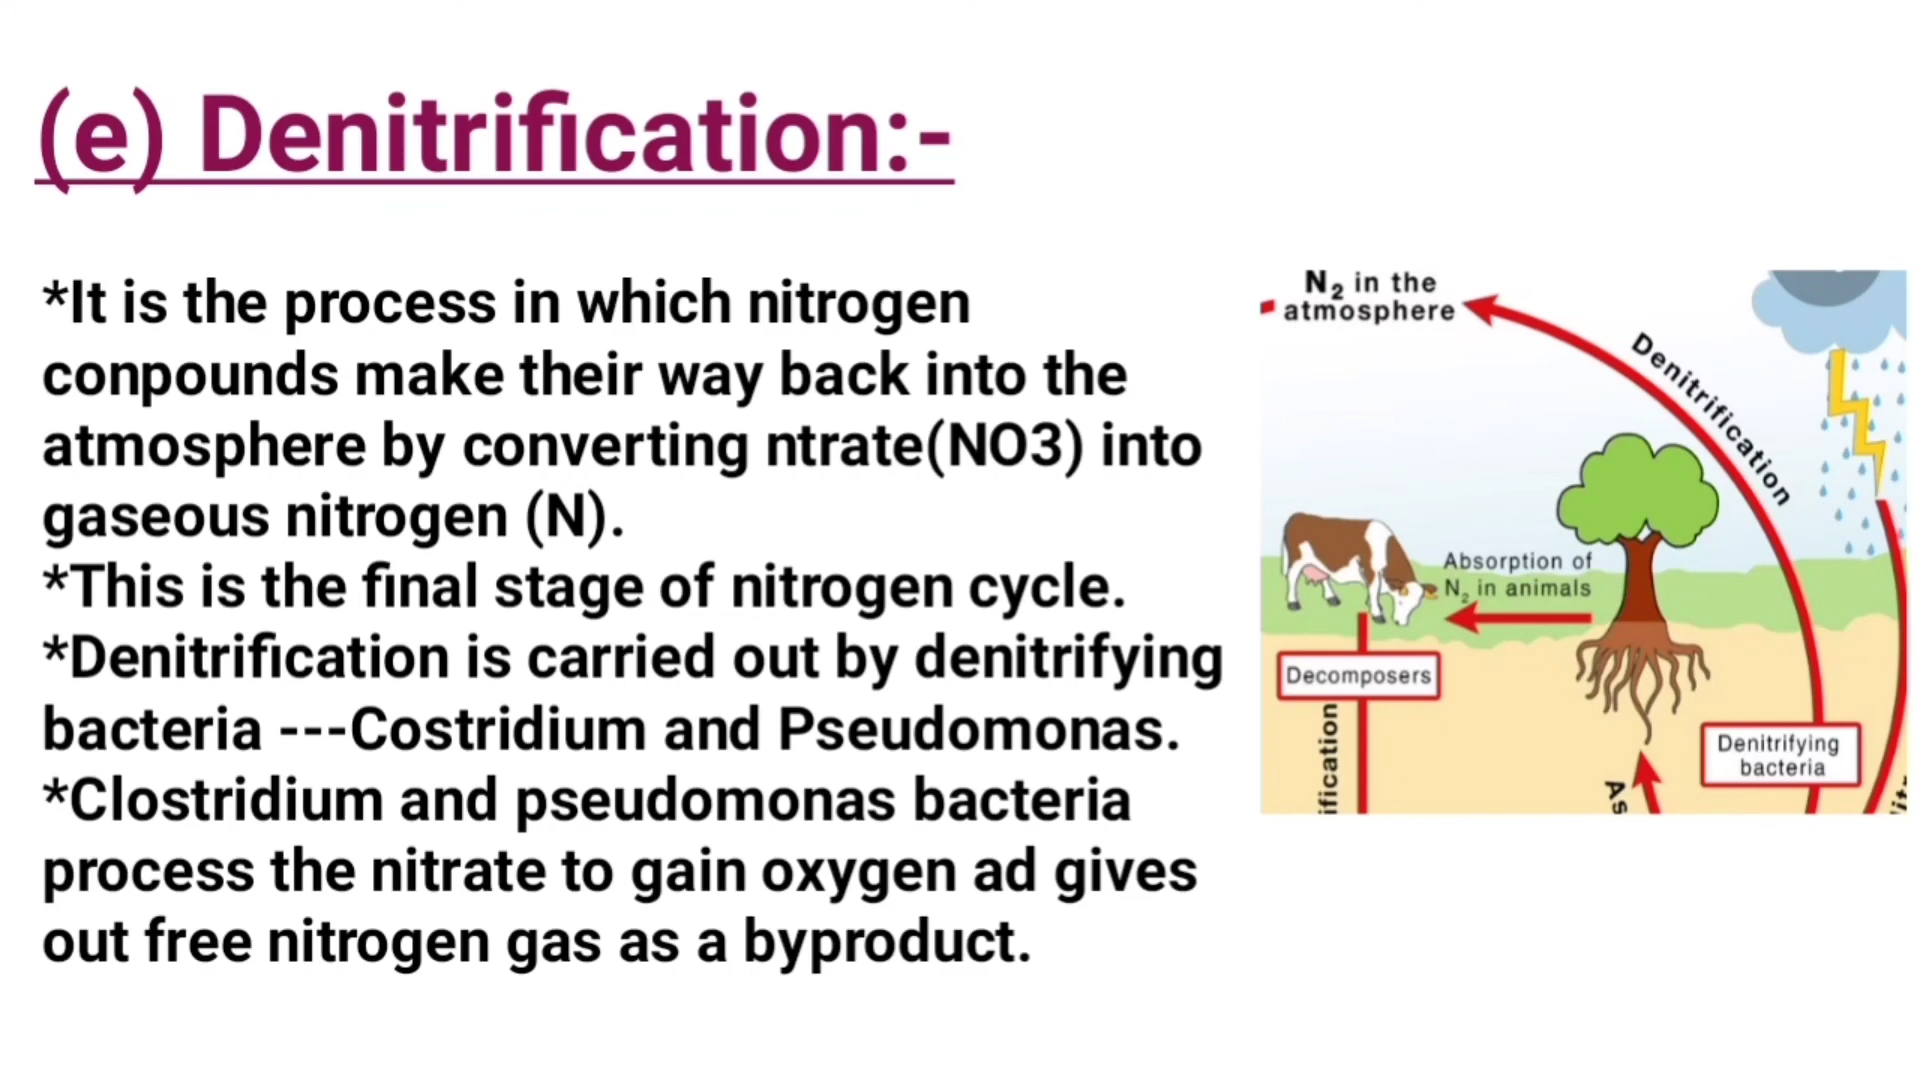 (e) Denitrification:-
*It is the process in which nitrogen
conpounds make their way back into the
atmosphere by converting ntrate(NO3) into
gaseous nitrogen (N).
*This is the final stage of nitrogen cycle.
*Denitrification is carried out by denitrifying
bacteria ---Costridium and Pseudomonas.
*Clostridium and pseudomonas bacteria
process the nitrate to gain oxygen ad gives
out free nitrogen gas as a byproduct.
N₂ in the
atmosphere
Denitrification
Absorption of
N₂ in animals
Decomposers
ification
Denitrifying
bacteria
As